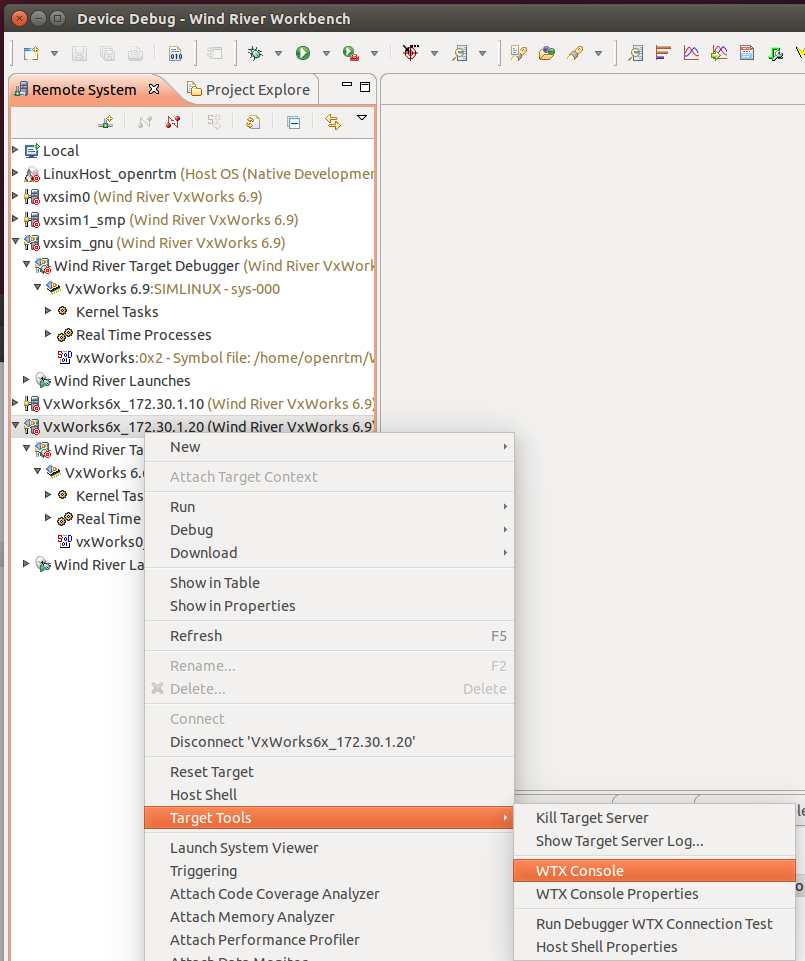 Device Debug - Wind River Workbench
Remote System
Project Explore
Local
LinuxHost_openrtm (Host OS (Native Developmen
vxsim0 (Wind River VxWorks 6.9)
vxsim1_smp (Wind River VxWorks 6.9)
vxsim_gnu (Wind River VxWorks 6.9)
Wind River Target Debugger (Wind River VxWork
VxWorks 6.9:SIMLINUX - sys-000
Kernel Tasks
Real Time Processes
vxWorks:0x2 - Symbol file: /home/openrtm/W
Wind River Launches
VxWorks6x_172.30.1.10 (Wind River VxWorks 6.9)
VxWorks6x_172.30.1.20 (Wind River VxWorks 6.9)
Wind River Ta
VxWorks 6.6
Kernel Tas
Real Time
vxWorks0_
Wind River La
New
Attach Target Context
Run
Debug
Download
Show in Table
Show in Properties
Refresh F5
Rename... F2
Delete... Delete
Connect
Disconnect 'VxWorks6x_172.30.1.20'
Reset Target
Host Shell
Target Tools
Launch System Viewer
Triggering
Attach Code Coverage Analyzer
Attach Memory Analyzer
Attach Performance Profiler
Attach Data Monitor
Kill Target Server
Show Target Server Log...
WTX Console
WTX Console Properties
Run Debugger WTX Connection Test
Host Shell Properties